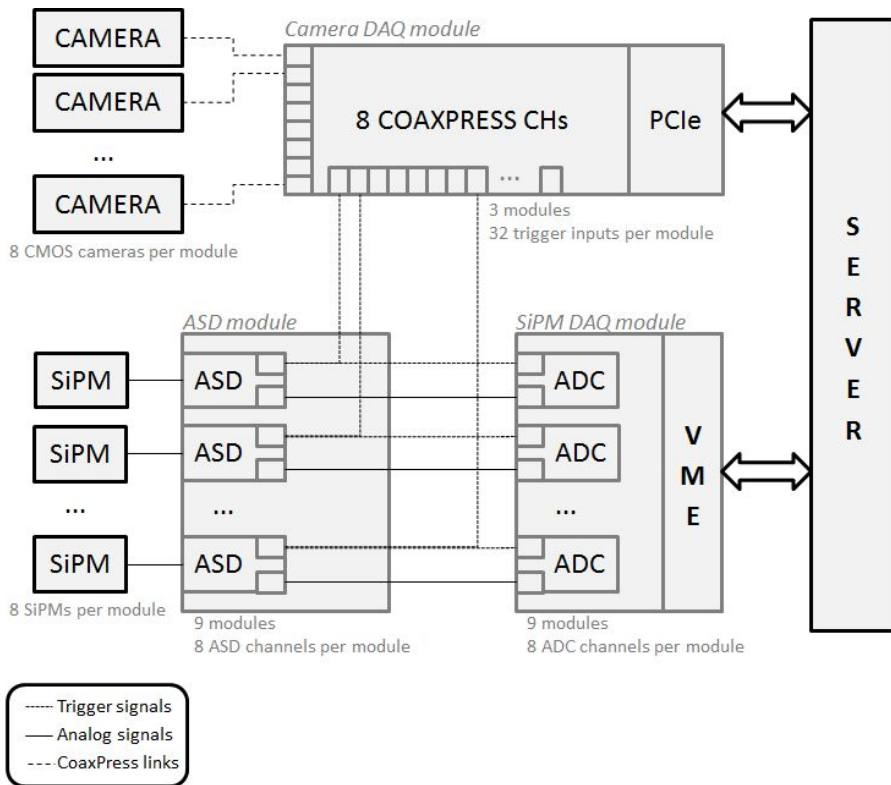 CAMERA
CAMERA
...
CAMERA
8 CMOS cameras per module
Camera DAQ module
8 COAXPRESS CHs
PCIe
...
3 modules
32 trigger inputs per module
SERVER
ASD module
SiPM DAQ module
SiPM
ASD
ADC
SiPM
ASD
ADC
...
...
...
SiPM
ASD
ADC
VME
8 SiPMs per module
9 modules
8 ASD channels per module
9 modules
8 ADC channels per module
Trigger signals
Analog signals
CoaxPress links